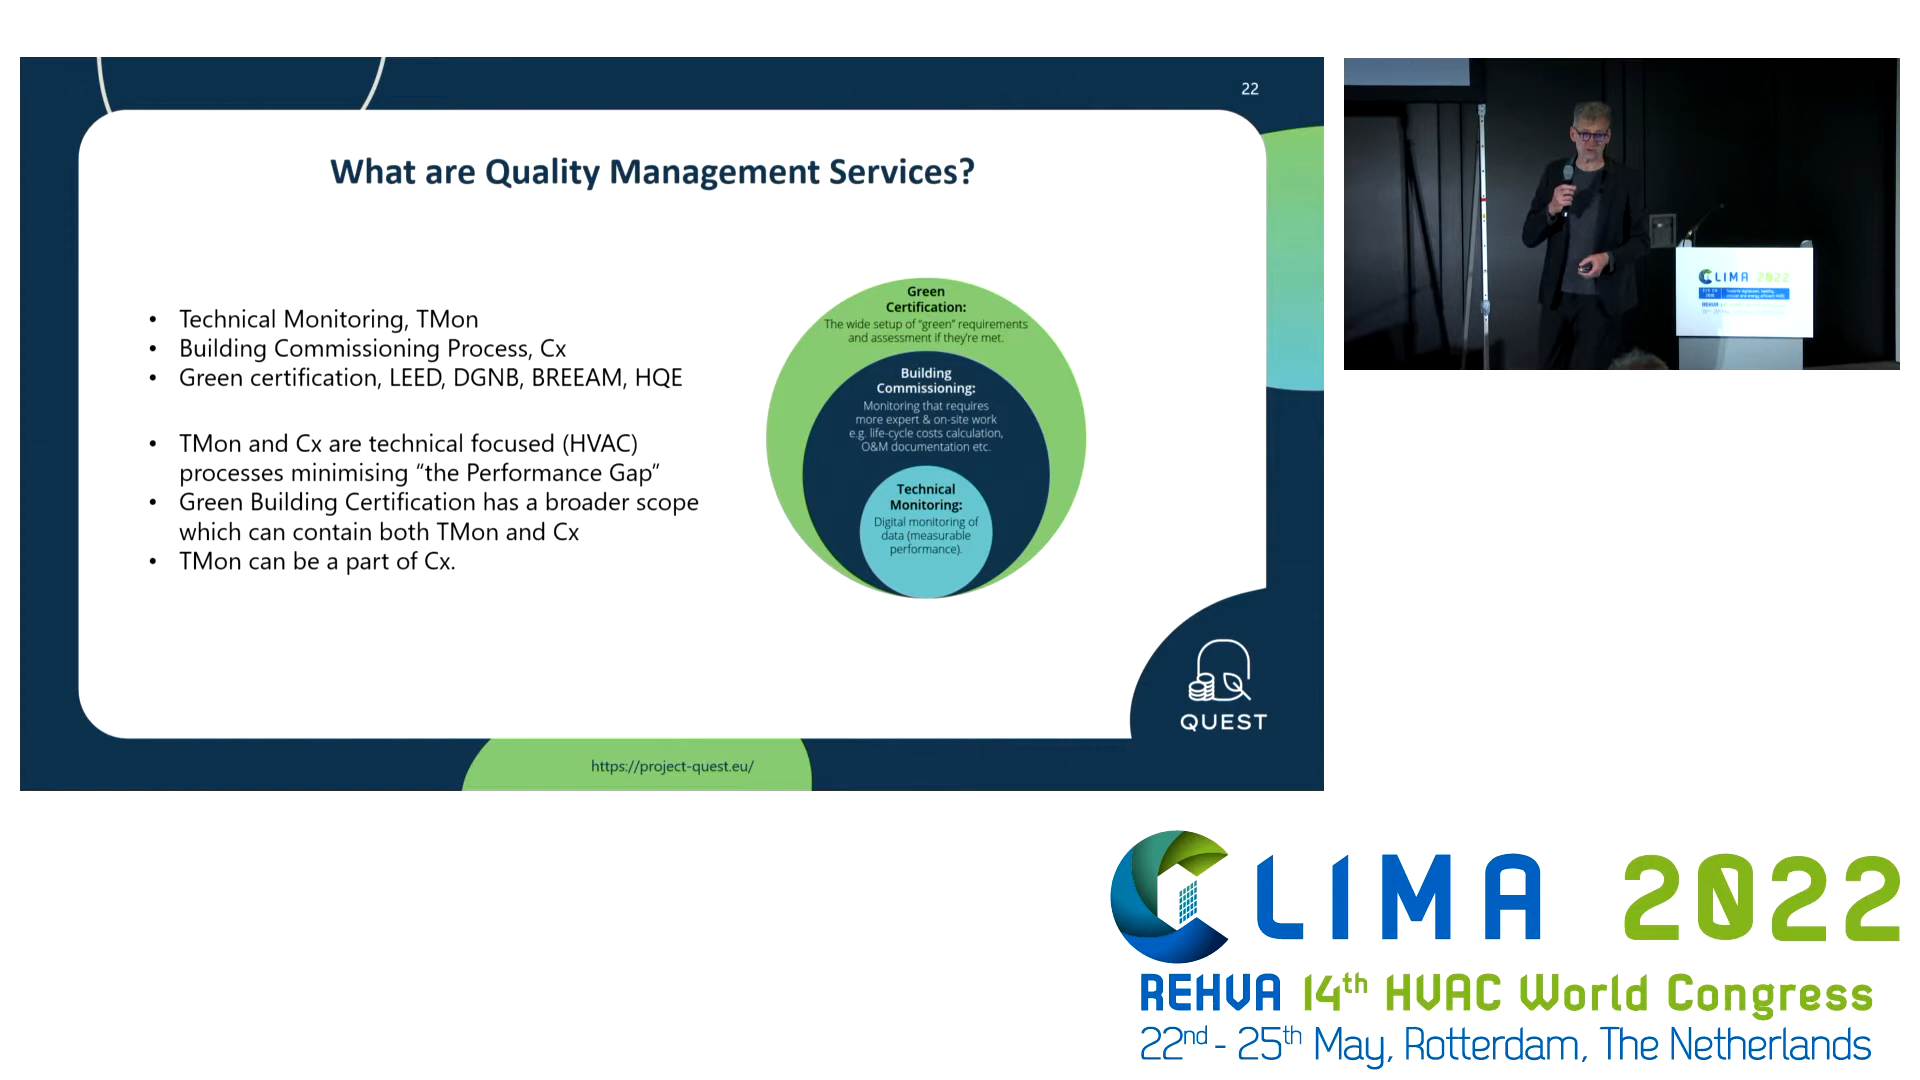 22
What are Quality Management Services?
• Technical Monitoring, TMon
• Building Commissioning Process, Cx
• Green certification, LEED, DGNB, BREEAM, HQE
• TMon and Cx are technical focused (HVAC)
processes minimising “the Performance Gap”
• Green Building Certification has a broader scope
which can contain both TMon and Cx
• TMon can be a part of Cx.
Green
Certification:
The wide setup of “green” requirements
and assessment if they’re met.
Building
Commissioning:
Monitoring that requires
more expert & on-site work
e.g. life-cycle costs calculation,
O&M documentation etc.
Technical
Monitoring:
Digital monitoring of
data (measurable
performance).
QUEST
https://project-quest.eu/
CLIMA 2022
CLIMA 2022
REHVA 14th HVAC World Congress
22nd - 25th May, Rotterdam, The Netherlands